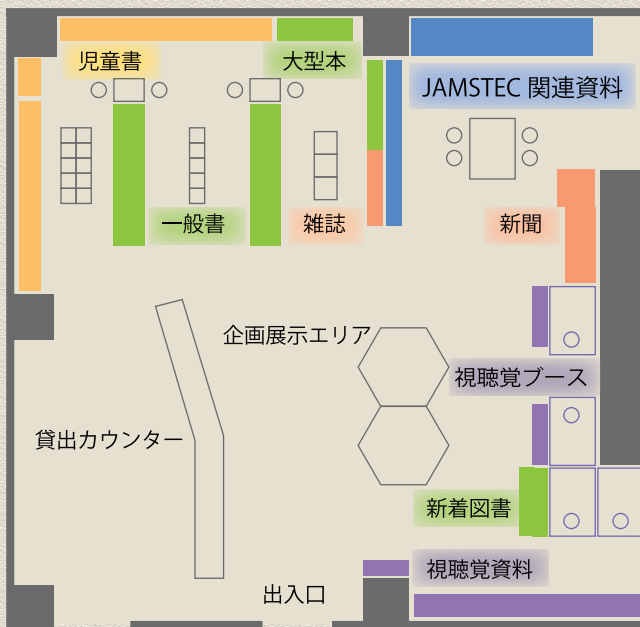 児童書
大型本
JAMSTEC 関連資料
一般書
雑誌
新聞
企画展示エリア
視聴覚ブース
貸出カウンター
新着図書
視聴覚資料
出入口